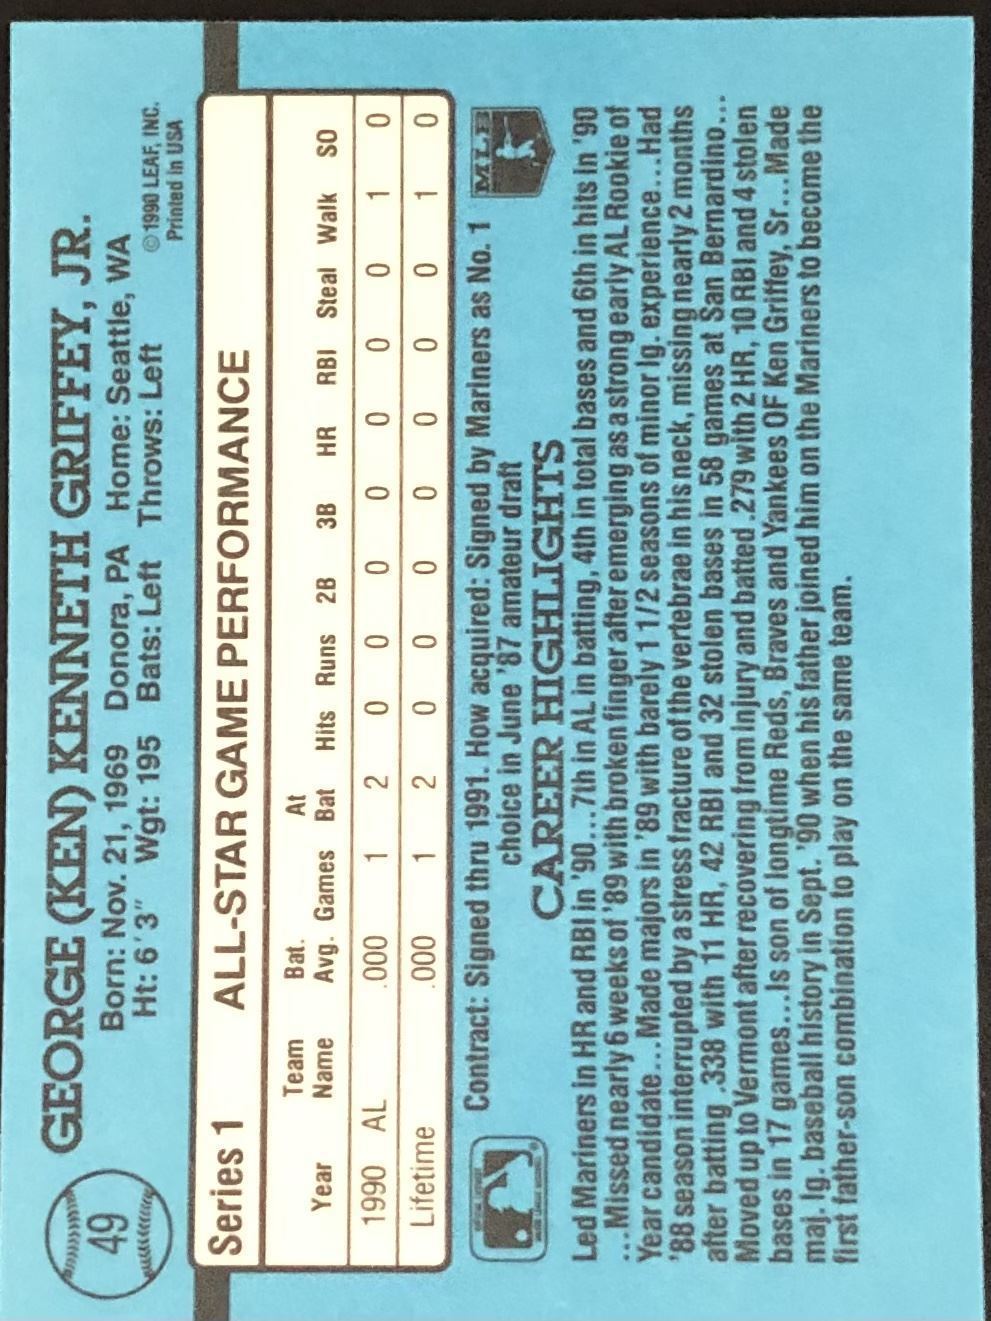 49
GEORGE (KEN) KENNETH GRIFFEY, JR.
Born: Nov. 21, 1969 Donora, PA Home: Seattle, WA
Ht: 6'3" Wgt: 195 Bats: Left Throws: Left
©1990 LEAF, INC.
Printed in USA
Series 1 ALL-STAR GAME PERFORMANCE
Team Bat. At
Year Name Avg. Games Bat Hits Runs 2B 3B HR RBI Steal Walk SO
1990 AL .000 1 2 0 0 0 0 0 0 0 1 0
Lifetime .000 1 2 0 0 0 0 0 0 0 1 0
Contract: Signed thru 1991. How acquired: Signed by Mariners as No. 1
choice in June '87 amateur draft
MLB
CAREER HIGHLIGHTS
Led Mariners in HR and RBI in '90...7th in AL in batting, 4th in total bases and 6th in hits in '90
...Missed nearly 6 weeks of '89 with broken finger after emerging as a strong early AL Rookie of
Year candidate...Made majors in '89 with barely 1 1/2 seasons of minor lg. experience...Had
'88 season interrupted by a stress fracture of the vertebrae in his neck, missing nearly 2 months
after batting .338 with 11 HR, 42 RBI and 32 stolen bases in 58 games at San Bernardino...
Moved up to Vermont after recovering from injury and batted .279 with 2 HR, 10 RBI and 4 stolen
bases in 17 games...Is son of longtime Reds, Braves and Yankees OF Ken Griffey, Sr...Made
maj. lg. baseball history in Sept. '90 when his father joined him on the Mariners to become the
first father-son combination to play on the same team.